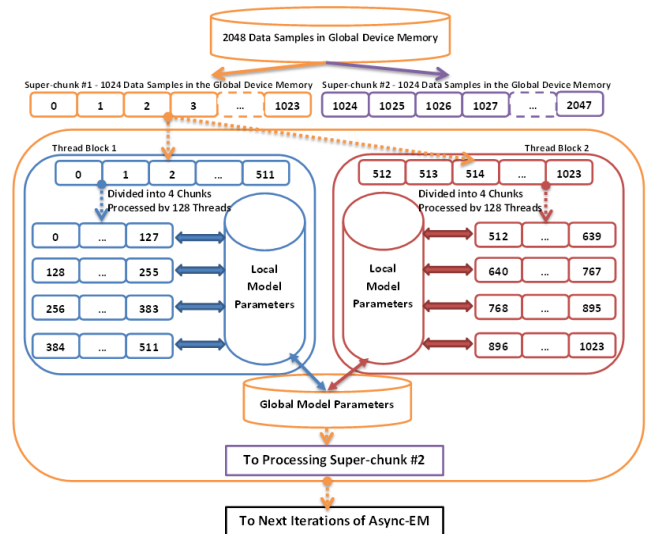 2048 Data Samples in Global Device Memory
Super-chunk #1 - 1024 Data Samples in the Global Device Memory
0 1 2 3 ... 1023
Super-chunk #2 - 1024 Data Samples in the Global Device Memory
1024 1025 1026 1027 ... 2047
Thread Block 1
0 1 2 ... 511
Divided into 4 Chunks
Processed by 128 Threads
0 ... 127
128 ... 255
256 ... 383
384 ... 511
Local
Model
Parameters
Thread Block 2
512 513 514 ... 1023
Divided into 4 Chunks
Processed by 128 Threads
Local
Model
Parameters
512 ... 639
640 ... 767
768 ... 895
896 ... 1023
Global Model Parameters
To Processing Super-chunk #2
To Next Iterations of Async-EM